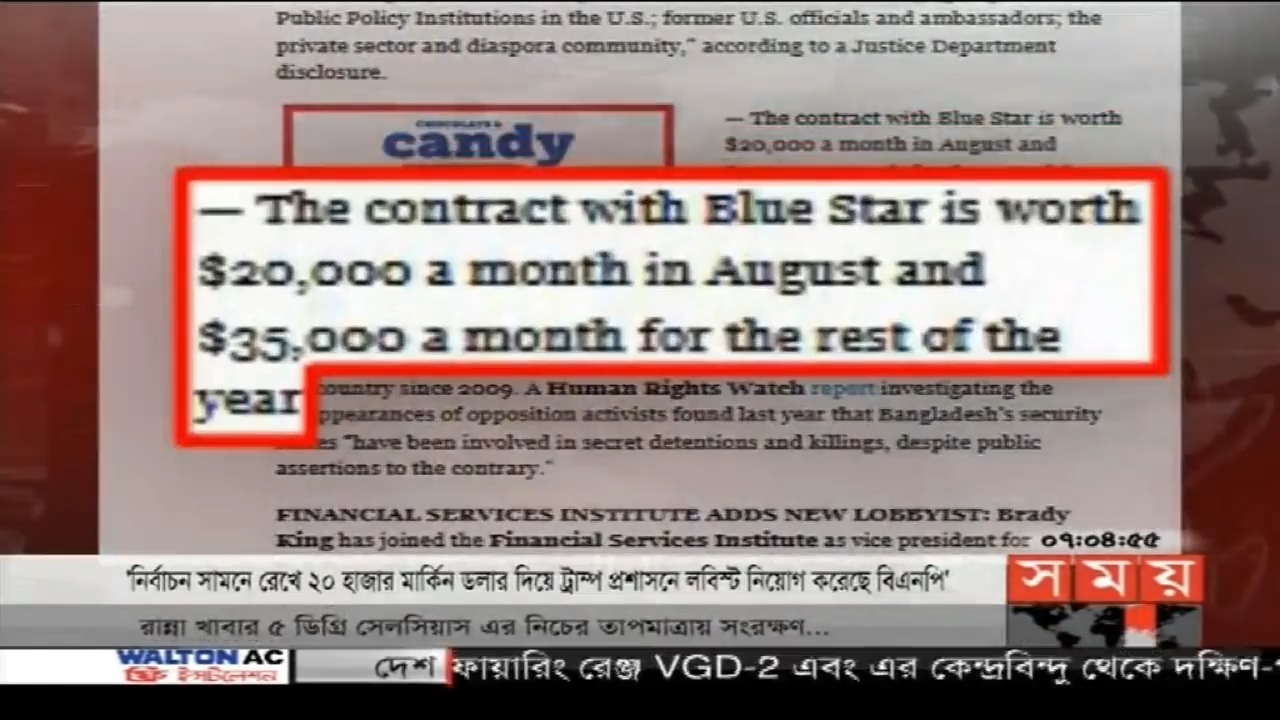 Public Policy Institutions in the U.S.; former U.S. officials and ambassadors; the
private sector and diaspora community," according to a Justice Department
disclosure.
CHOCOLATE &
candy
— The contract with Blue Star is worth
$20,000 a month in August and
— The contract with Blue Star is worth
$20,000 a month in August and
$35,000 a month for the rest of the
year
country since 2009. A Human Rights Watch report investigating the
appearances of opposition activists found last year that Bangladesh's security
es "have been involved in secret detentions and killings, despite public
assertions to the contrary."
FINANCIAL SERVICES INSTITUTE ADDS NEW LOBBYIST: Brady
King has joined the Financial Services Institute as vice president for
০৭:০৪:৫৫
'নির্বাচন সামনে রেখে ২০ হাজার মার্কিন ডলার দিয়ে ট্রাম্প প্রশাসনে লবিস্ট নিয়োগ করেছে বিএনপি'
সময়
রান্না খাবার ৫ ডিগ্রি সেলসিয়াস এর নিচের তাপমাত্রায় সংরক্ষণ...
WALTON AC
ইন্সটলেশন
দেশ
ফায়ারিং রেঞ্জ VGD-2 এবং এর কেন্দ্রবিন্দু থেকে দক্ষিণ-